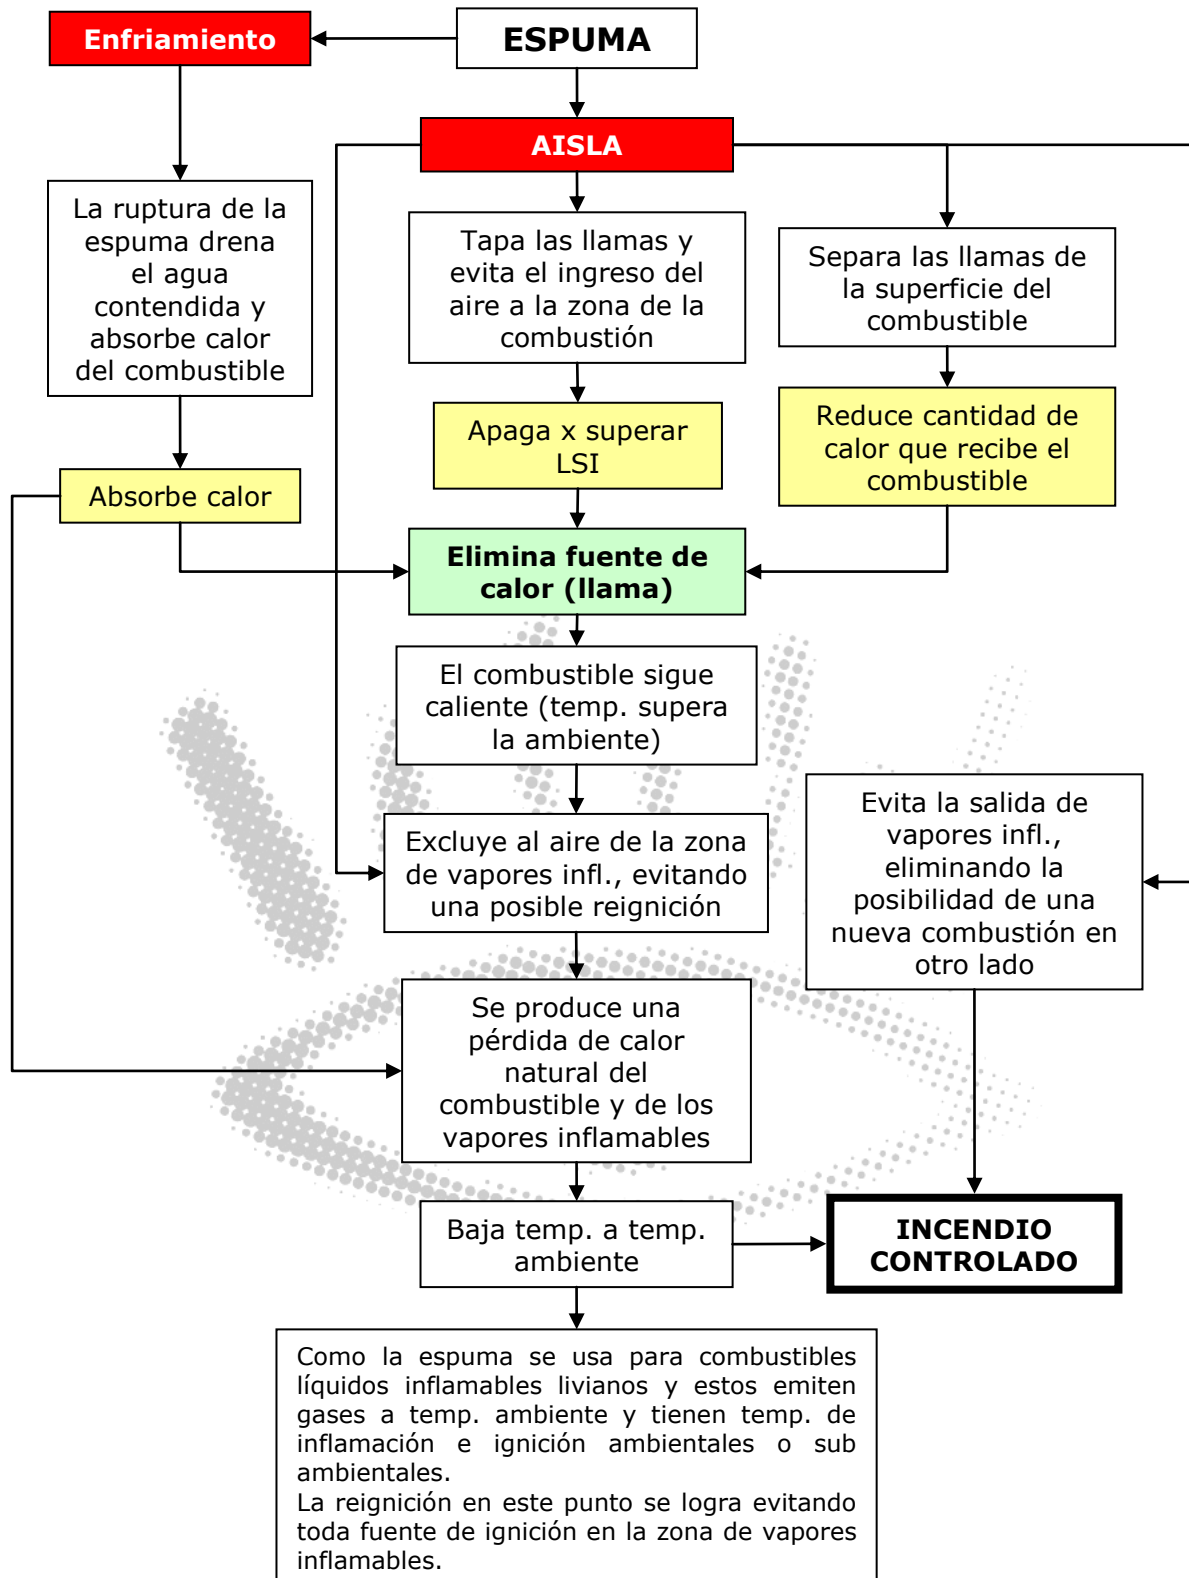 Enfriamiento
ESPUMA
AISLA
La ruptura de la
espuma drena
el agua
contendida y
absorbe calor
del combustible
Tapa las llamas y
evita el ingreso del
aire a la zona de la
combustión
Separa las llamas de
la superficie del
combustible
Absorbe calor
Apaga x superar
LSI
Reduce cantidad de
calor que recibe el
combustible
Elimina fuente de
calor (llama)
El combustible sigue
caliente (temp. supera
la ambiente)
Excluye al aire de la zona
de vapores infl., evitando
una posible reignición
Evita la salida de
vapores infl.,
eliminando la
posibilidad de una
nueva combustión en
otro lado
Se produce una
pérdida de calor
natural del
combustible y de los
vapores inflamables
Baja temp. a temp.
ambiente
INCENDIO
CONTROLADO
Como la espuma se usa para combustibles
líquidos inflamables livianos y estos emiten
gases a temp. ambiente y tienen temp. de
inflamación e ignición ambientales o sub
ambientales.
La reignición en este punto se logra evitando
toda fuente de ignición en la zona de vapores
inflamables.